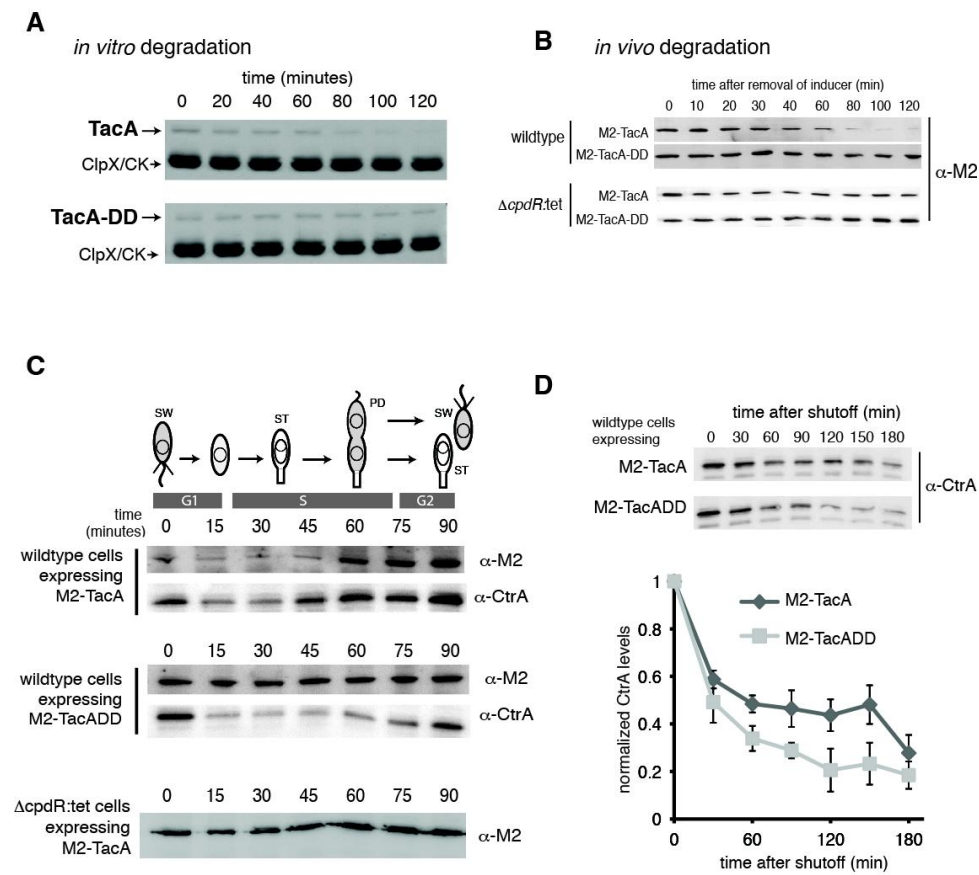 A
in vitro degradation
time (minutes)
0 20 40 60 80 100 120
TacA
ClpX/CK
TacA-DD
ClpX/CK
B
in vivo degradation
time after removal of inducer (min)
0 10 20 30 40 60 80 100 120
wildtype
M2-TacA
M2-TacA-DD
ΔcpdR:tet
M2-TacA
M2-TacA-DD
α-M2
C
SW
ST
PD
SW
ST
G1 S G2
time
(minutes)
0 15 30 45 60 75 90
wildtype cells
expressing
M2-TacA
α-M2
α-CtrA
0 15 30 45 60 75 90
wildtype cells
expressing
M2-TacADD
α-M2
α-CtrA
0 15 30 45 60 75 90
ΔcpdR:tet cells
expressing
M2-TacA
α-M2
D
time after shutoff (min)
wildtype cells
expressing
0 30 60 90 120 150 180
M2-TacA
M2-TacADD
α-CtrA
M2-TacA
M2-TacADD
normalized CtrA levels
1
0.8
0.6
0.4
0.2
0
0 60 120 180
time after shutoff (min)